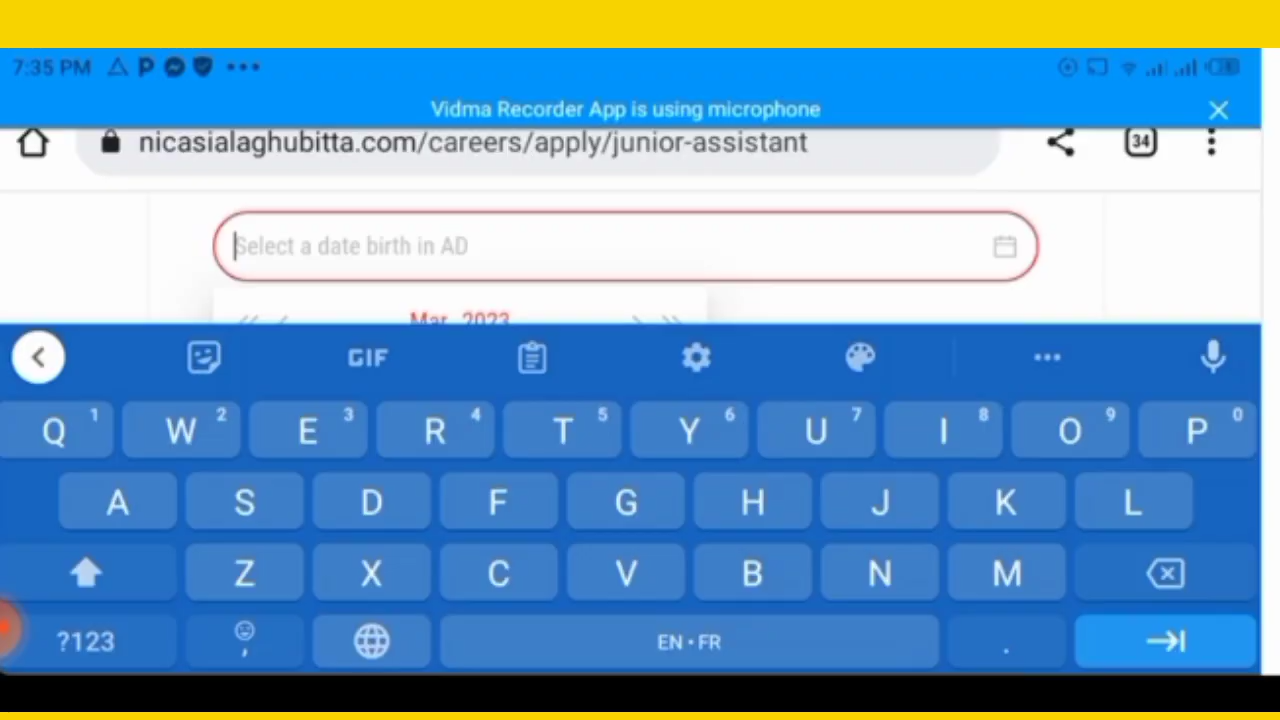 7:35 PM
Vidma Recorder App is using microphone
nicasialaghubitta.com/careers/apply/junior-assistant
34
Select a date birth in AD
Mar 2023
GIF
Q 1 W 2 E 3 R 4 T 5 Y 6 U 7 I 8 O 9 P 0
A S D F G H J K L
Z X C V B N M
?123 , EN • FR .